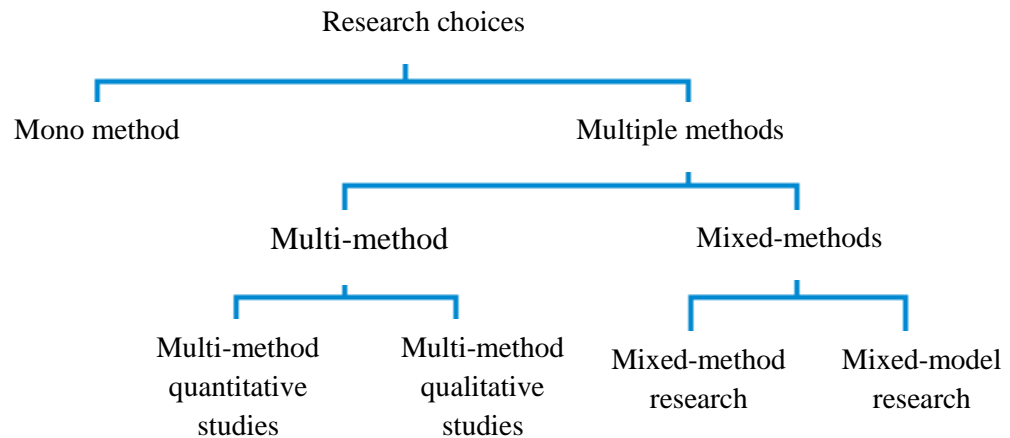 Research choices
Mono method
Multiple methods
Multi-method
Mixed-methods
Multi-method
quantitative
studies
Multi-method
qualitative
studies
Mixed-method
research
Mixed-model
research